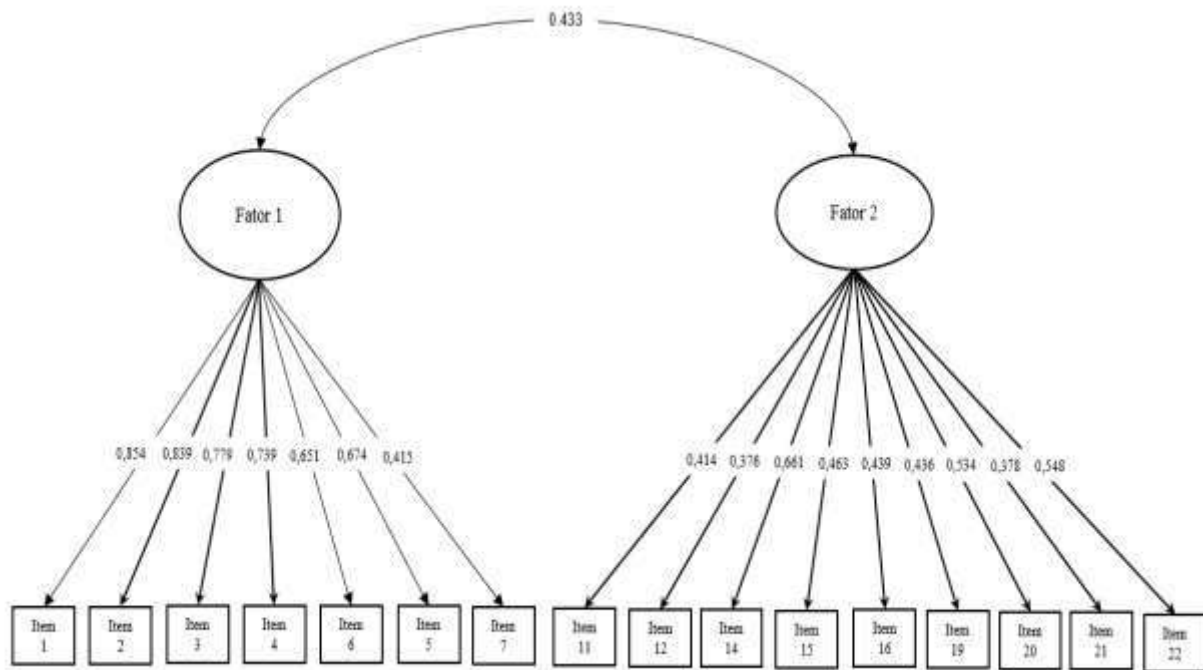 0.433
Fator 1
Fator 2
0,854 0,839 0,779 0,739 0,651 0,674 0,415
0,414 0,376 0,661 0,463 0,439 0,436 0,534 0,378 0,548
Item Item Item Item Item Item Item Item Item Item Item Item Item Item Item Item
1 2 3 4 6 5 7 11 12 14 15 16 19 20 21 22